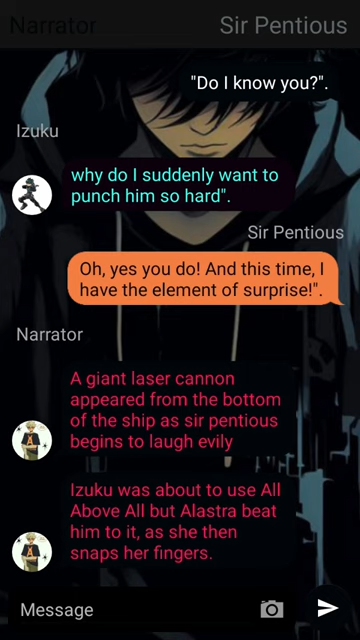 Narrator
Sir Pentious
"Do I know you?".
Izuku
why do I suddenly want to
punch him so hard".
Sir Pentious
Oh, yes you do! And this time, I
have the element of surprise!".
Narrator
A giant laser cannon
appeared from the bottom
of the ship as sir pentious
begins to laugh evily
Izuku was about to use All
Above All but Alastra beat
him to it, as she then
snaps her fingers.
Message